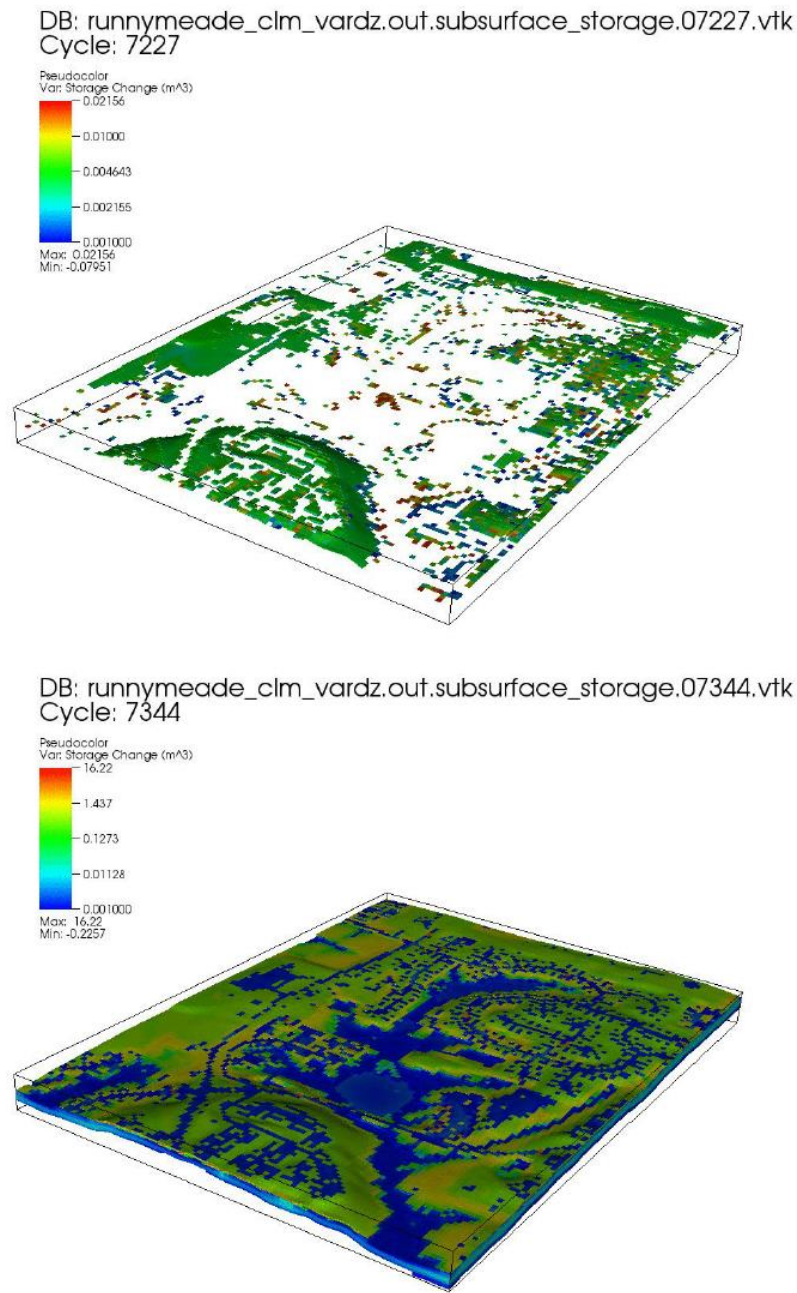 DB: runnymeade_clm_vardz.out.subsurface_storage.07227.vtk
Cycle: 7227
Pseudocolor
Var: Storage Change (m^3)
0.02156
0.01000
0.004643
0.002155
0.001000
Max: 0.02156
Min: -0.07951
DB: runnymeade_clm_vardz.out.subsurface_storage.07344.vtk
Cycle: 7344
Pseudocolor
Var: Storage Change (m^3)
16.22
1.437
0.1273
0.01128
0.001000
Max: 16.22
Min: -0.2257